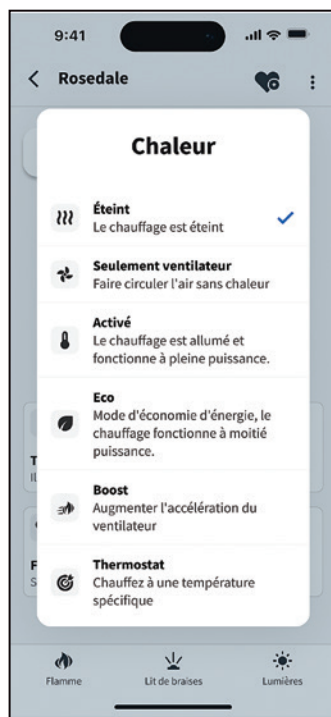 9:41
Rosedale
Chaleur
Éteint
Le chauffage est éteint
Seulement ventilateur
Faire circuler l'air sans chaleur
Activé
Le chauffage est allumé et
fonctionne à pleine puissance.
Eco
Mode d'économie d'énergie, le
chauffage fonctionne à moitié
puissance.
Boost
Augmenter l'accélération du
ventilateur
T
Il
Thermostat
Chauffez à une température
spécifique
F
S
Flamme
Lit de braises
Lumières